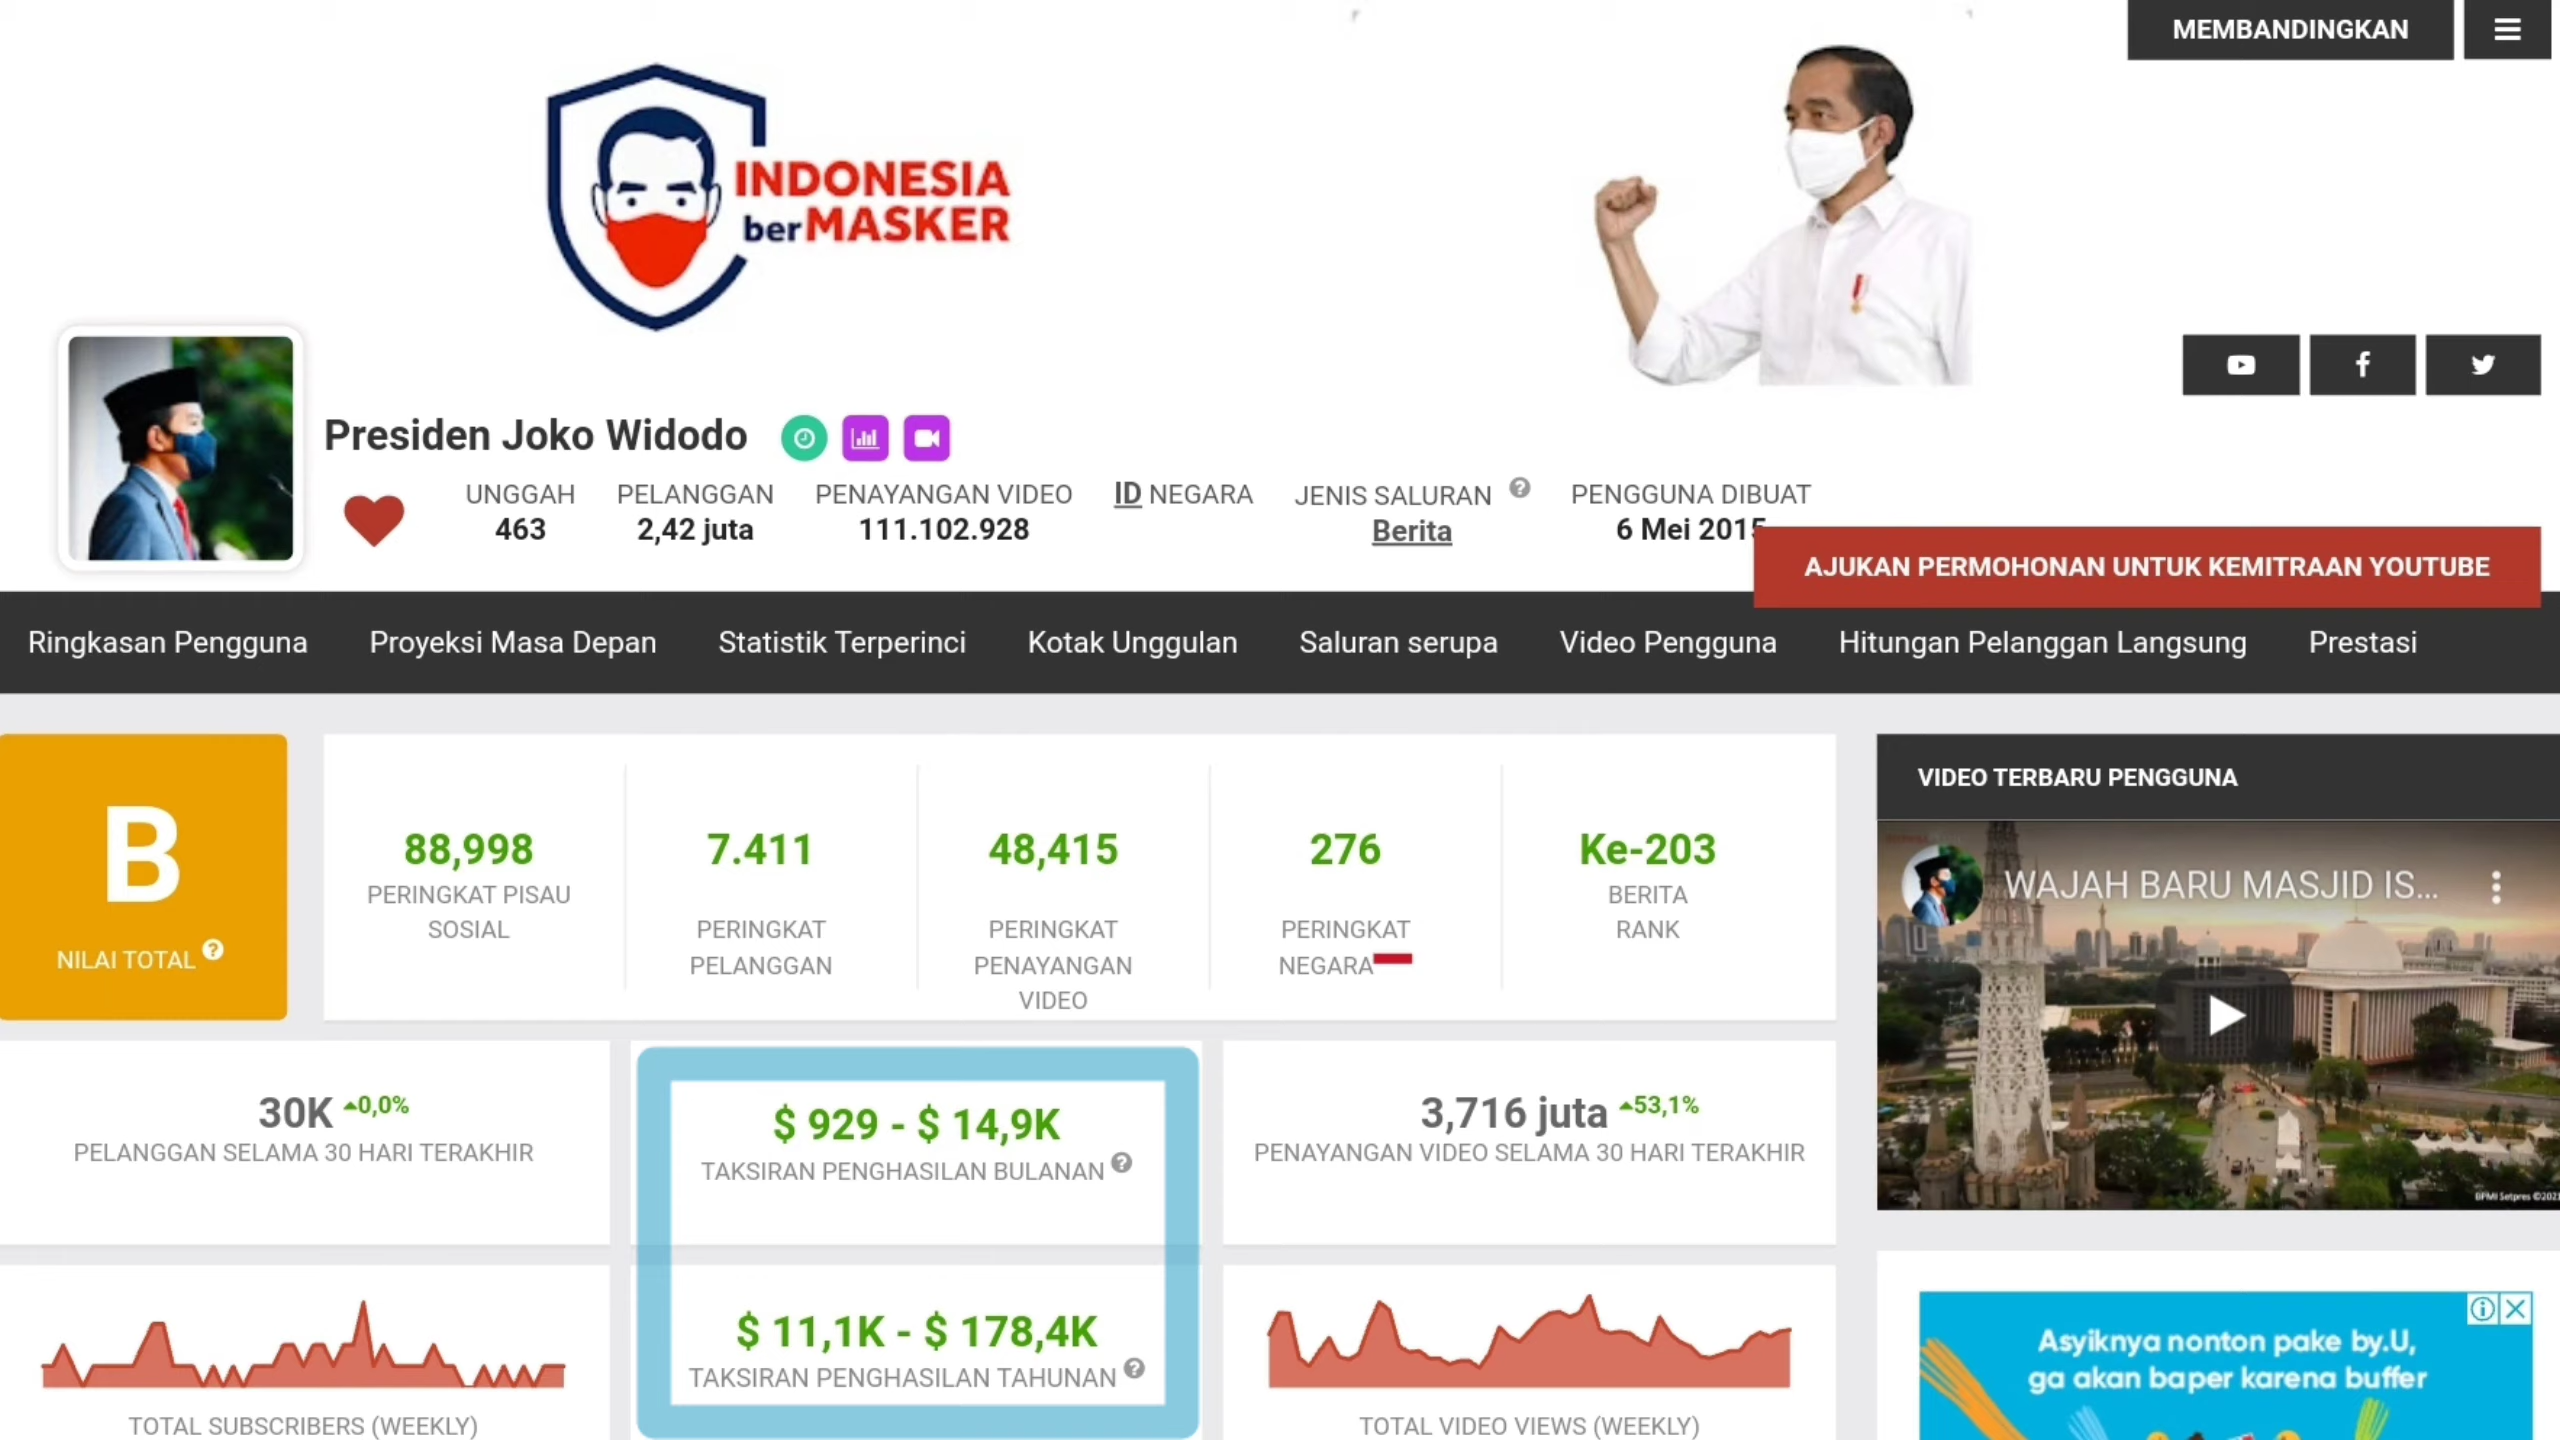 MEMBANDINGKAN
INDONESIA
berMASKER
Presiden Joko Widodo
UNGGAH
463
PELANGGAN
2,42 juta
PENAYANGAN VIDEO
111.102.928
ID NEGARA
JENIS SALURAN
Berita
PENGGUNA DIBUAT
6 Mei 2015
AJUKAN PERMOHONAN UNTUK KEMITRAAN YOUTUBE
Ringkasan Pengguna
Proyeksi Masa Depan
Statistik Terperinci
Kotak Unggulan
Saluran serupa
Video Pengguna
Hitungan Pelanggan Langsung
Prestasi
B
NILAI TOTAL
88,998
PERINGKAT PISAU
SOSIAL
7.411
PERINGKAT
PELANGGAN
48,415
PERINGKAT
PENAYANGAN
VIDEO
276
PERINGKAT
NEGARA
Ke-203
BERITA
RANK
VIDEO TERBARU PENGGUNA
WAJAH BARU MASJID IS...
BPMI Setpres ©2021
30K 0,0%
PELANGGAN SELAMA 30 HARI TERAKHIR
$ 929 - $ 14,9K
TAKSIRAN PENGHASILAN BULANAN
3,716 juta 53,1%
PENAYANGAN VIDEO SELAMA 30 HARI TERAKHIR
TOTAL SUBSCRIBERS (WEEKLY)
$ 11,1K - $ 178,4K
TAKSIRAN PENGHASILAN TAHUNAN
TOTAL VIDEO VIEWS (WEEKLY)
Asyiknya nonton pake by.U,
ga akan baper karena buffer